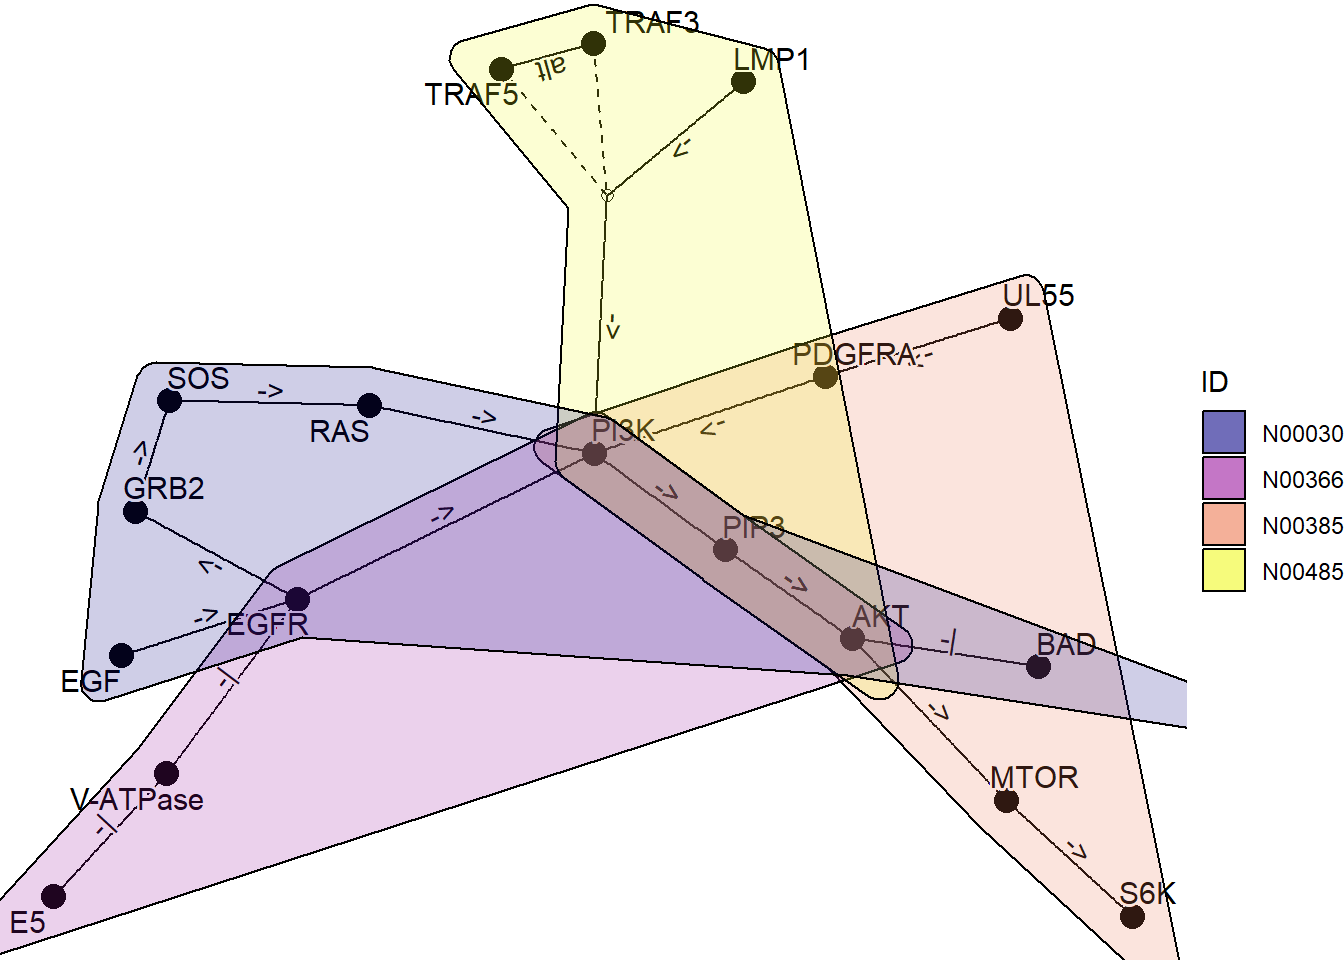 TRAF3
LMP1
alt
TRAF5
->
UL55
->
PDGFRA
--
SOS
->
RAS
->
PI3K
->
->
GRB2
->
->
PIP3
->
->
->
EGFR
AKT
-|
BAD
EGF
-|
->
V-ATPase
MTOR
-|
->
S6K
E5
ID
N00030
N00366
N00385
N00485